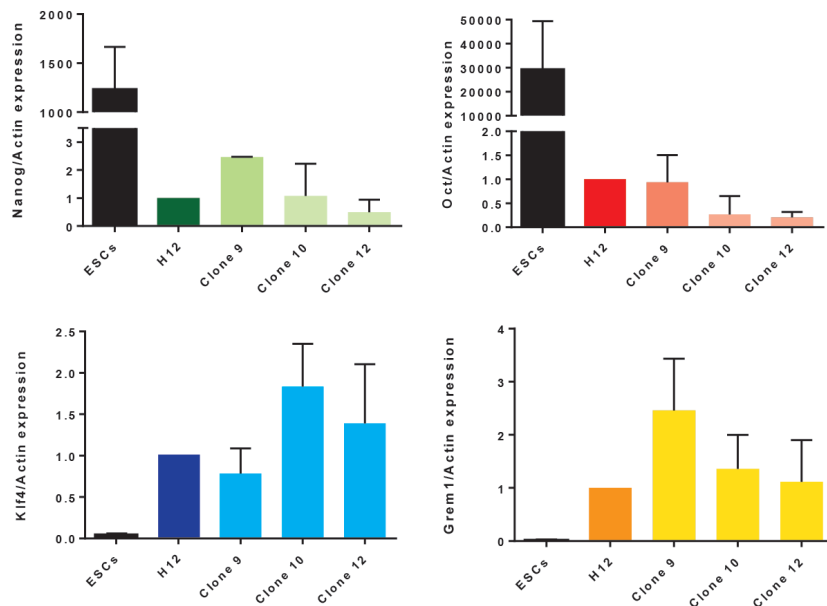 Nanog/Actin expression
2000
1500
1000
3
2
1
0
ESCs
H12
Clone 9
Clone 10
Clone 12
Oct/Actin expression
50000
40000
30000
20000
10000
2.0
1.5
1.0
0.5
0.0
ESCs
H12
Clone 9
Clone 10
Clone 12
Klf4/Actin expression
2.5
2.0
1.5
1.0
0.5
0.0
ESCs
H12
Clone 9
Clone 10
Clone 12
Grem1/Actin expression
4
3
2
1
0
ESCs
H12
Clone 9
Clone 10
Clone 12